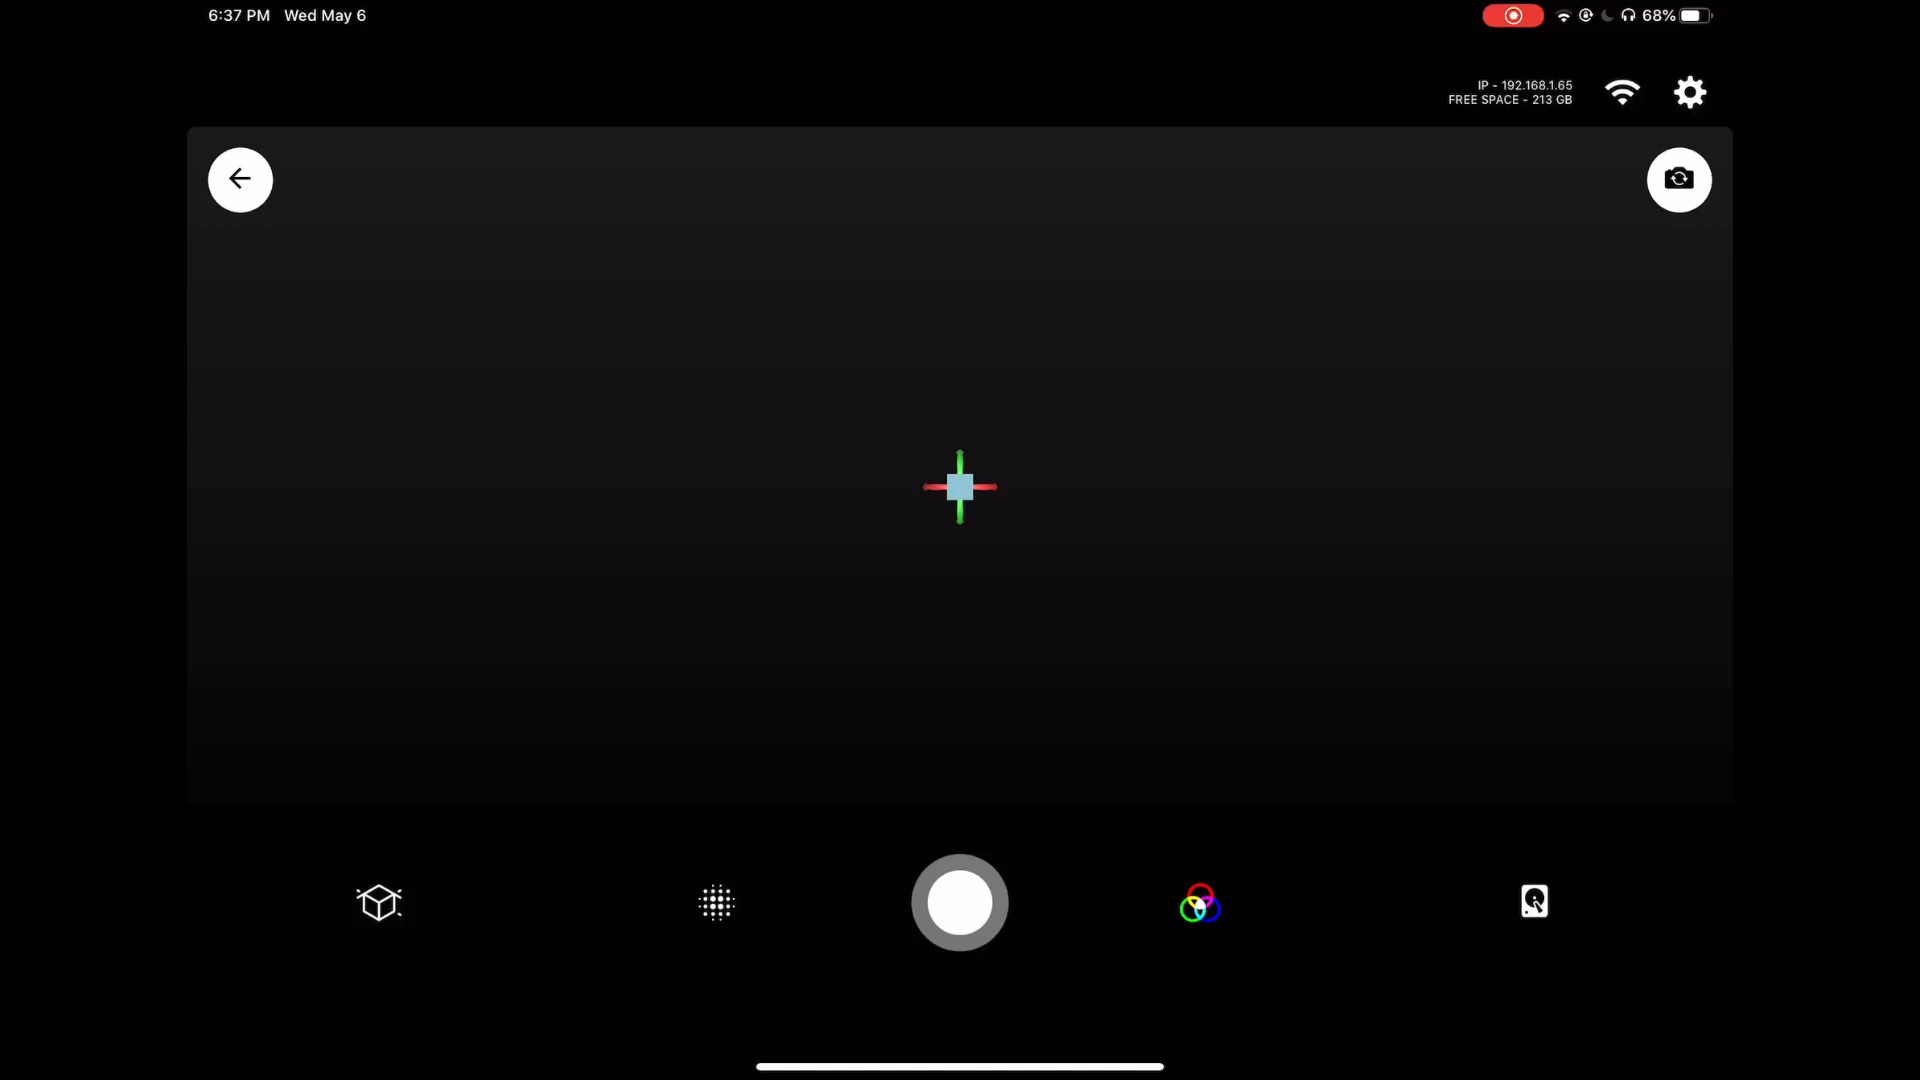 6:37 PM Wed May 6
68%
IP - 192.168.1.65
FREE SPACE - 213 GB